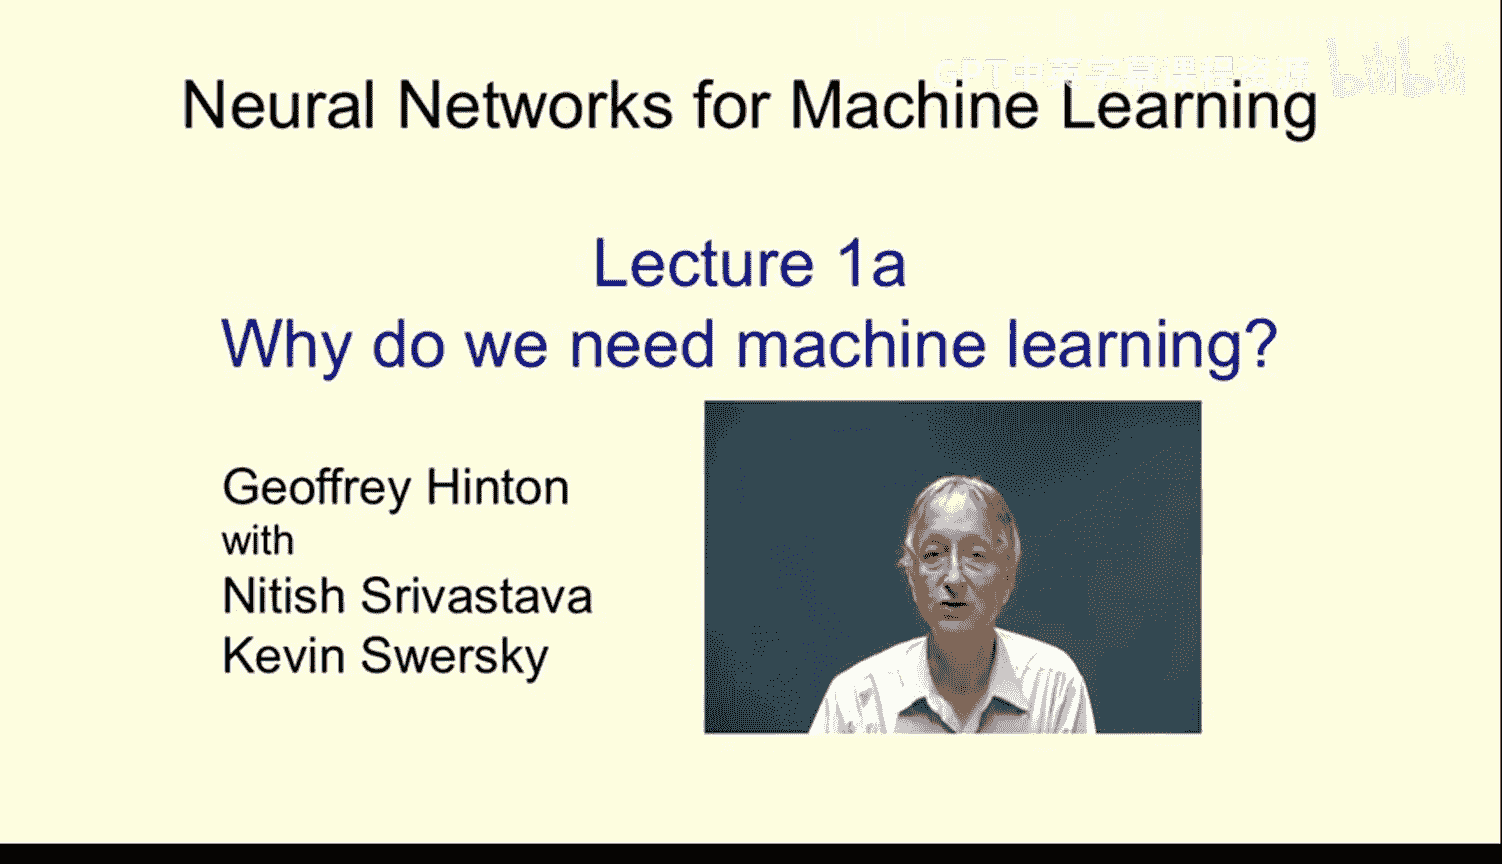 Neural Networks for Machine Learning
Lecture 1a
Why do we need machine learning?
Geoffrey Hinton
with
Nitish Srivastava
Kevin Swersky
bilibili